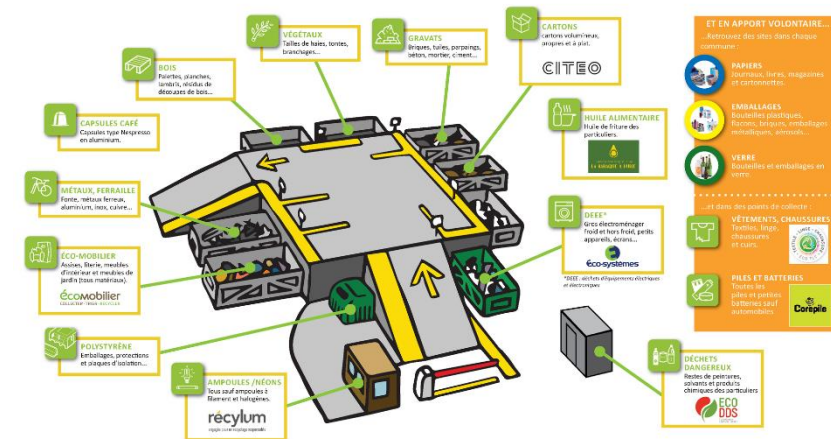 VÉGÉTAUX
Tailles de haies, tontes,
branchages...
GRAVATS
Briques, tuiles, parpaings,
béton, mortier, ciment...
CARTONS
cartons volumineux,
propres et à plat.
CITEO
BOIS
Palettes, planches,
lambris, résidus de
découpes de bois...
CAPSULES CAFÉ
Capsules type Nespresso
en aluminium.
HUILE ALIMENTAIRE
Huile de friture des
particuliers.
MÉTAUX, FERRAILLE
Fonte, métaux ferreux,
aluminium, inox, cuivre...
DEEE*
Gros électroménager
Froid et hors froid, petits
appareils, écrans...
éco-systèmes
*DEEE : déchets d'équipements électriques
et électroniques
ÉCO-MOBILIER
Assises, literie, meubles
d'intérieur et meubles de
jardin (tous matériaux).
écomobilier
POLYSTYRÈNE
Emballages, protections
et plaques d'isolation...
AMPOULES /NÉONS
Tous sauf ampoules à
filament et halogènes.
récylum
DÉCHETS
DANGEREUX
Restes de peintures,
solvants et produits
chimiques des particuliers
ECO
DDS
ET EN APPORT VOLONTAIRE...
...Retrouvez des sites dans chaque
commune :
PAPIERS
Journaux, livres, magazines
et cartonnettes
EMBALLAGES
Bouteilles plastiques,
flacons, briques, emballages
métalliques, aérosols...
VERRE
Bouteilles et emballages en
verre.
...et dans des points de collecte :
VÊTEMENTS, CHAUSSURES
Textiles, linge,
chaussures
et cuirs.
PILES ET BATTERIES
Toutes les
piles et petites
batteries sauf
automobiles
Corepile